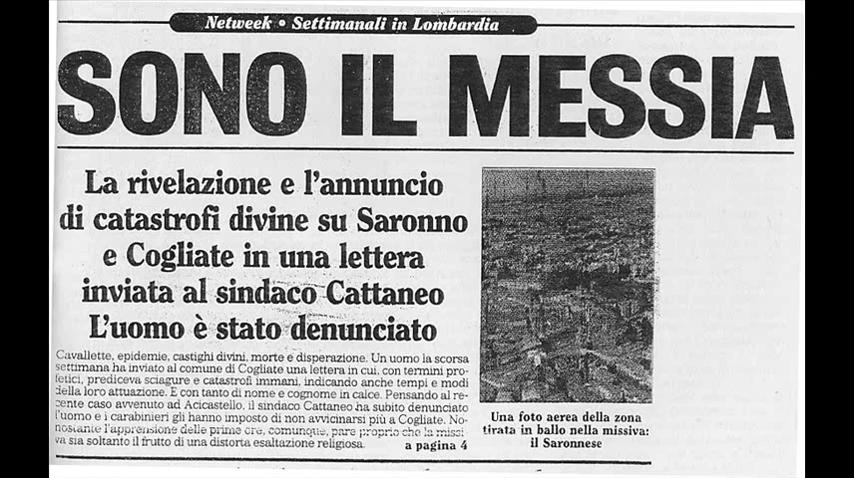 Netweek • Settimanali in Lombardia
SONO IL MESSIA
La rivelazione e l'annuncio
di catastrofi divine su Saronno
e Cogliate in una lettera
inviata al sindaco Cattaneo
L'uomo è stato denunciato
Cavallette, epidemie, castighi divini, morte e disperazione. Un uomo la scorsa
settimana ha inviato al comune di Cogliate una lettera in cui, con termini pro-
fetici, prediceva sciagure e catastrofi immani, indicando anche tempi e modi
della loro attuazione. E con tanto di nome e cognome in calce. Pensando al re-
cente caso avvenuto ad Acicastello, il sindaco Cattaneo ha subito denunciato
l'uomo e i carabinieri gli hanno imposto di non avvicinarsi più a Cogliate. No-
nostante l'apprensione delle prime ore, comunque, pare proprio che la missi-
va sia soltanto il frutto di una distorta esaltazione religiosa.
a pagina 4
Una foto aerea della zona
tirata in ballo nella missiva:
il Saronnese